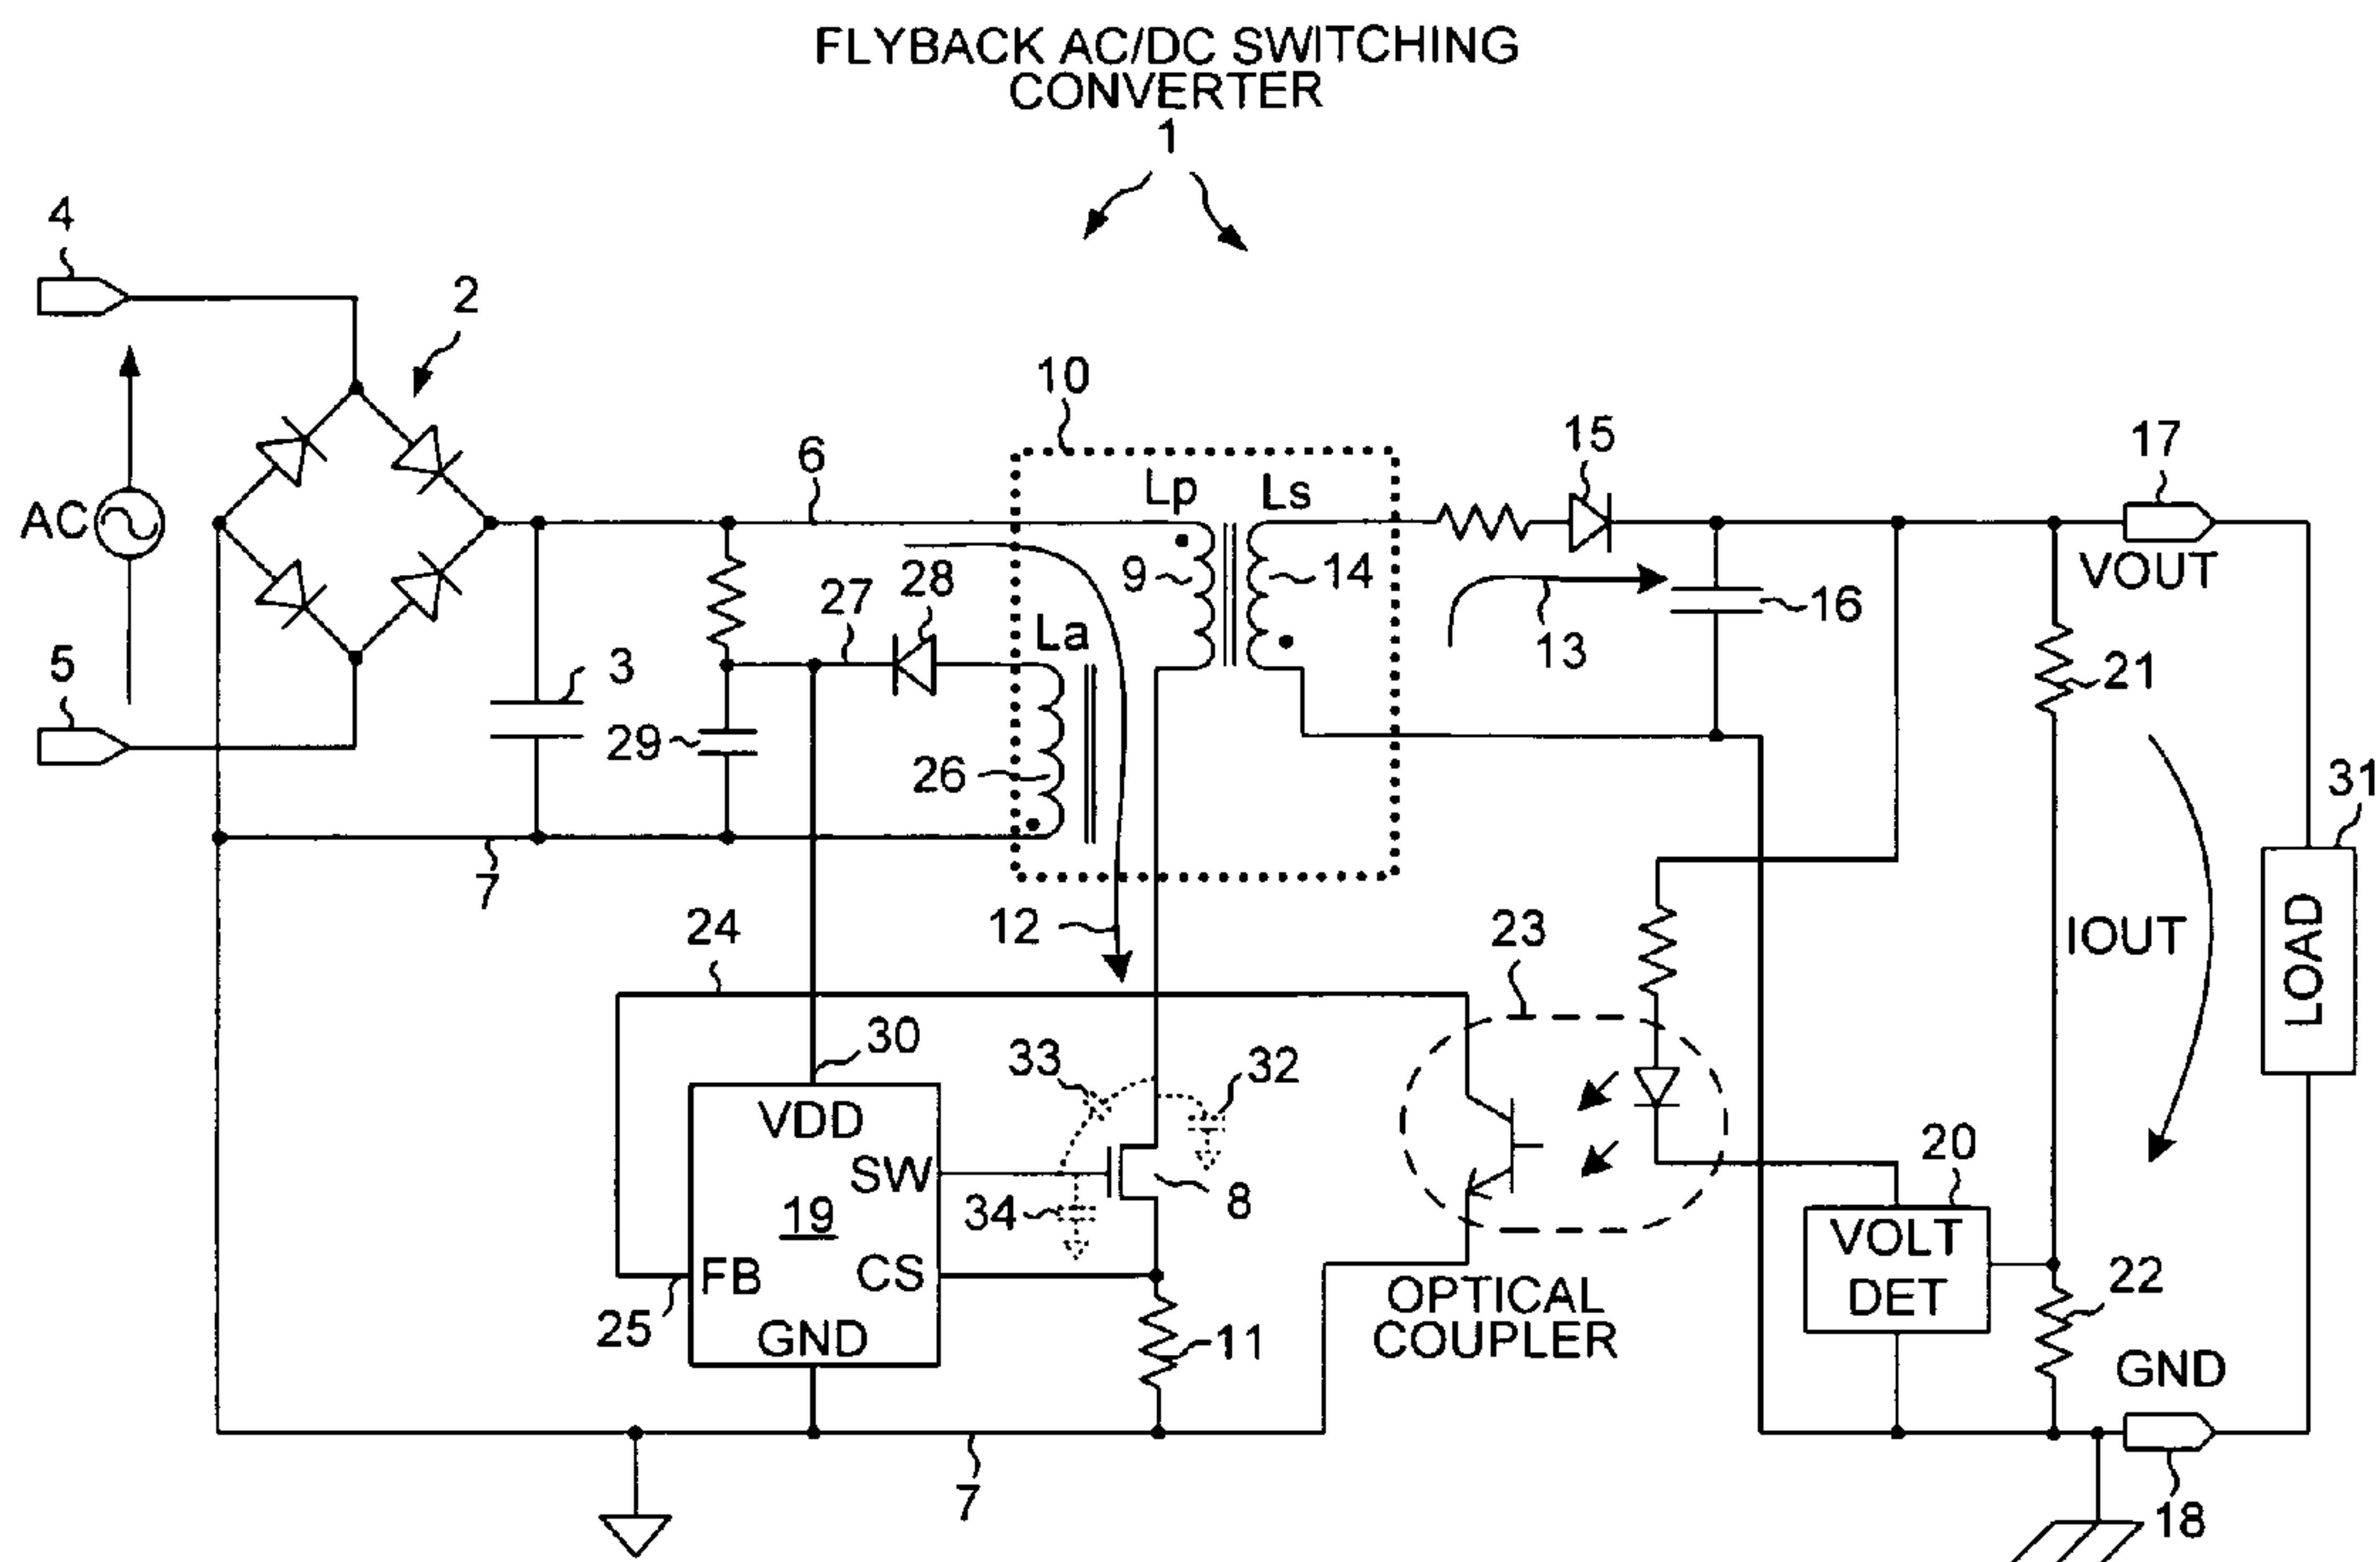 FLYBACK AC/DC SWITCHING
CONVERTER
1
4
2
10
6
Lp
Ls
15
17
AC
9
14
VOUT
28
27
La
13
16
5
3
21
29
26
31
7
24
12
23
IOUT
LOAD
30
33
32
VDD
SW
20
34
8
VOLT
DET
19
FB
CS
OPTICAL
COUPLER
22
25
GND
11
GND
7
18